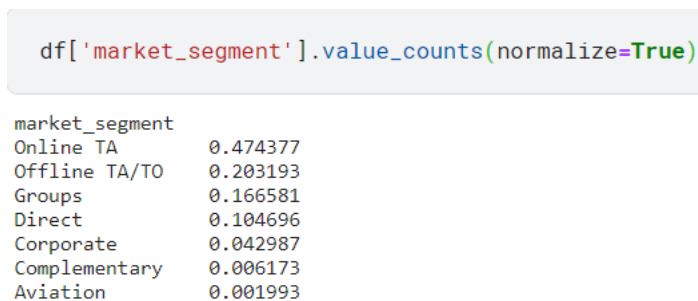 df['market_segment'].value_counts(normalize=True)
market_segment
Online TA 0.474377
Offline TA/TO 0.203193
Groups 0.166581
Direct 0.104696
Corporate 0.042987
Complementary 0.006173
Aviation 0.001993